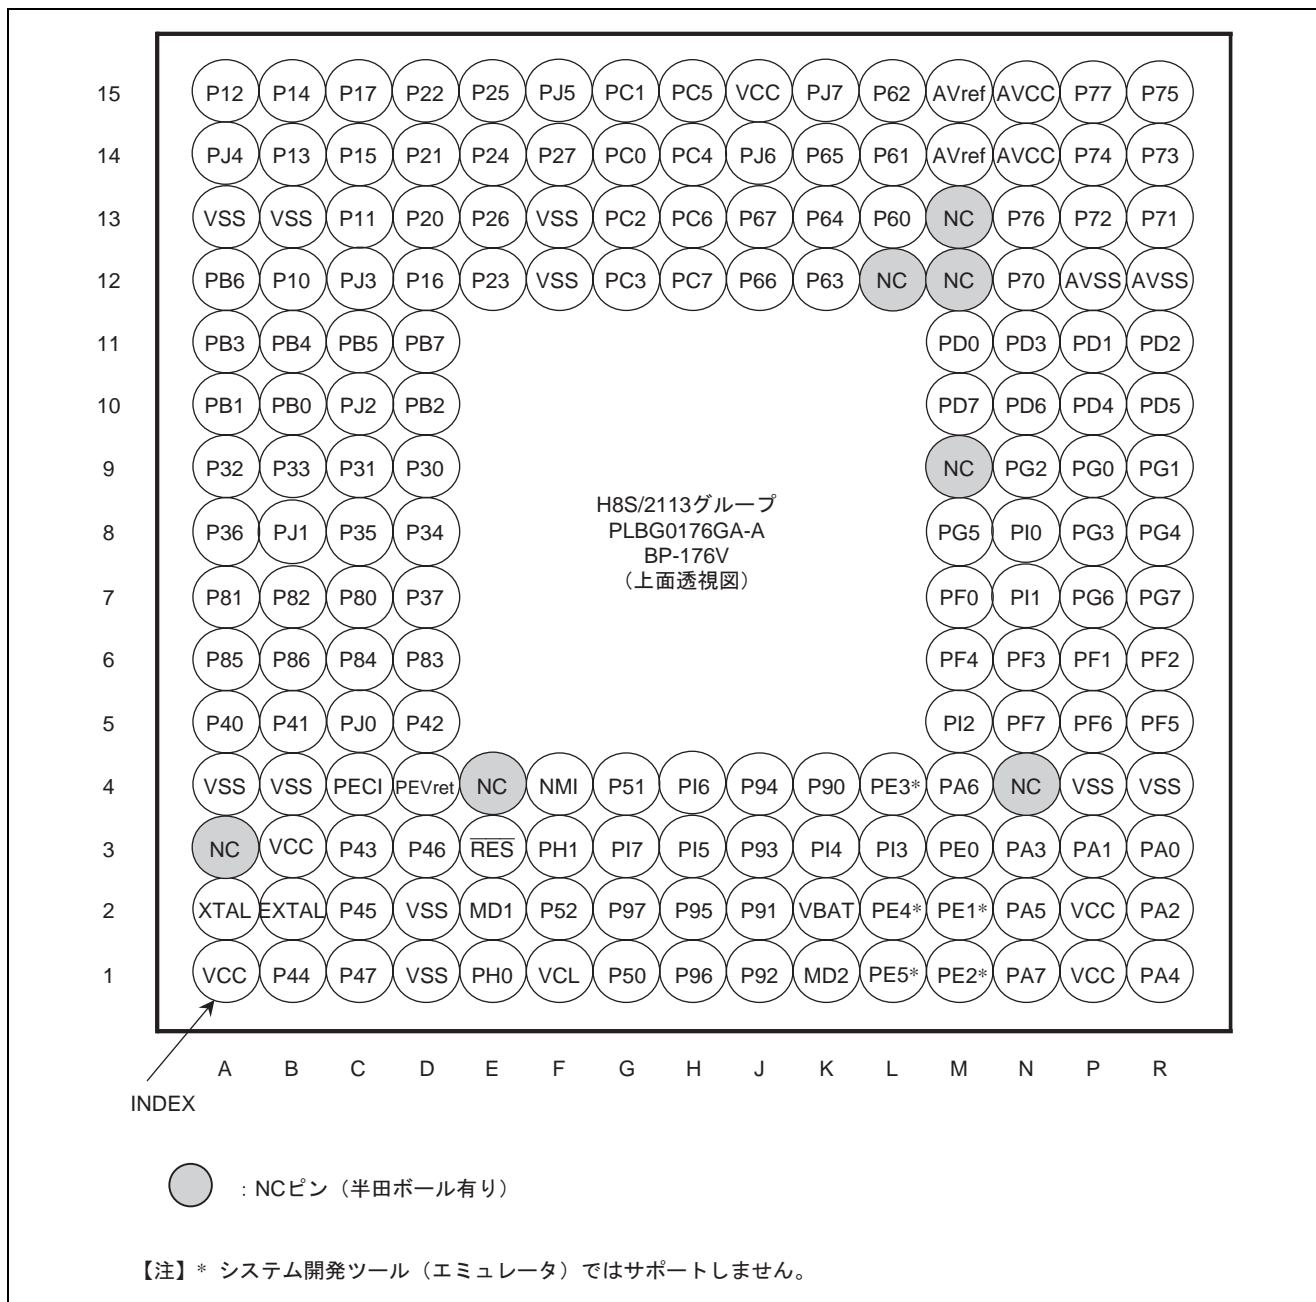 15 P12 P14 P17 P22 P25 PJ5 PC1 PC5 VCC PJ7 P62 AVref AVCC P77 P75
14 PJ4 P13 P15 P21 P24 P27 PC0 PC4 PJ6 P65 P61 AVref AVCC P74 P73
13 VSS VSS P11 P20 P26 VSS PC2 PC6 P67 P64 P60 NC P76 P72 P71
12 PB6 P10 PJ3 P16 P23 VSS PC3 PC7 P66 P63 NC NC P70 AVSS AVSS
11 PB3 PB4 PB5 PB7 PD0 PD3 PD1 PD2
10 PB1 PB0 PJ2 PB2 PD7 PD6 PD4 PD5
9 P32 P33 P31 P30 NC PG2 PG0 PG1
H8S/2113グループ
8 P36 PJ1 P35 P34 PLBG0176GA-A PG5 PI0 PG3 PG4
BP-176V
(上面透視図)
7 P81 P82 P80 P37 PF0 PI1 PG6 PG7
6 P85 P86 P84 P83 PF4 PF3 PF1 PF2
5 P40 P41 PJ0 P42 PI2 PF7 PF6 PF5
4 VSS VSS PECI PEVret NC NMI P51 PI6 P94 P90 PE3* PA6 NC VSS VSS
3 NC VCC P43 P46 R̅E̅S̅ PH1 PI7 PI5 P93 PI4 PI3 PE0 PA3 PA1 PA0
2 XTAL EXTAL P45 VSS MD1 P52 P97 P95 P91 VBAT PE4* PE1* PA5 VCC PA2
1 VCC P44 P47 VSS PH0 VCL P50 P96 P92 MD2 PE5* PE2* PA7 VCC PA4
A B C D E F G H J K L M N P R
INDEX
: NCピン(半田ボール有り)
【注】* システム開発ツール(エミュレータ)ではサポートしません。